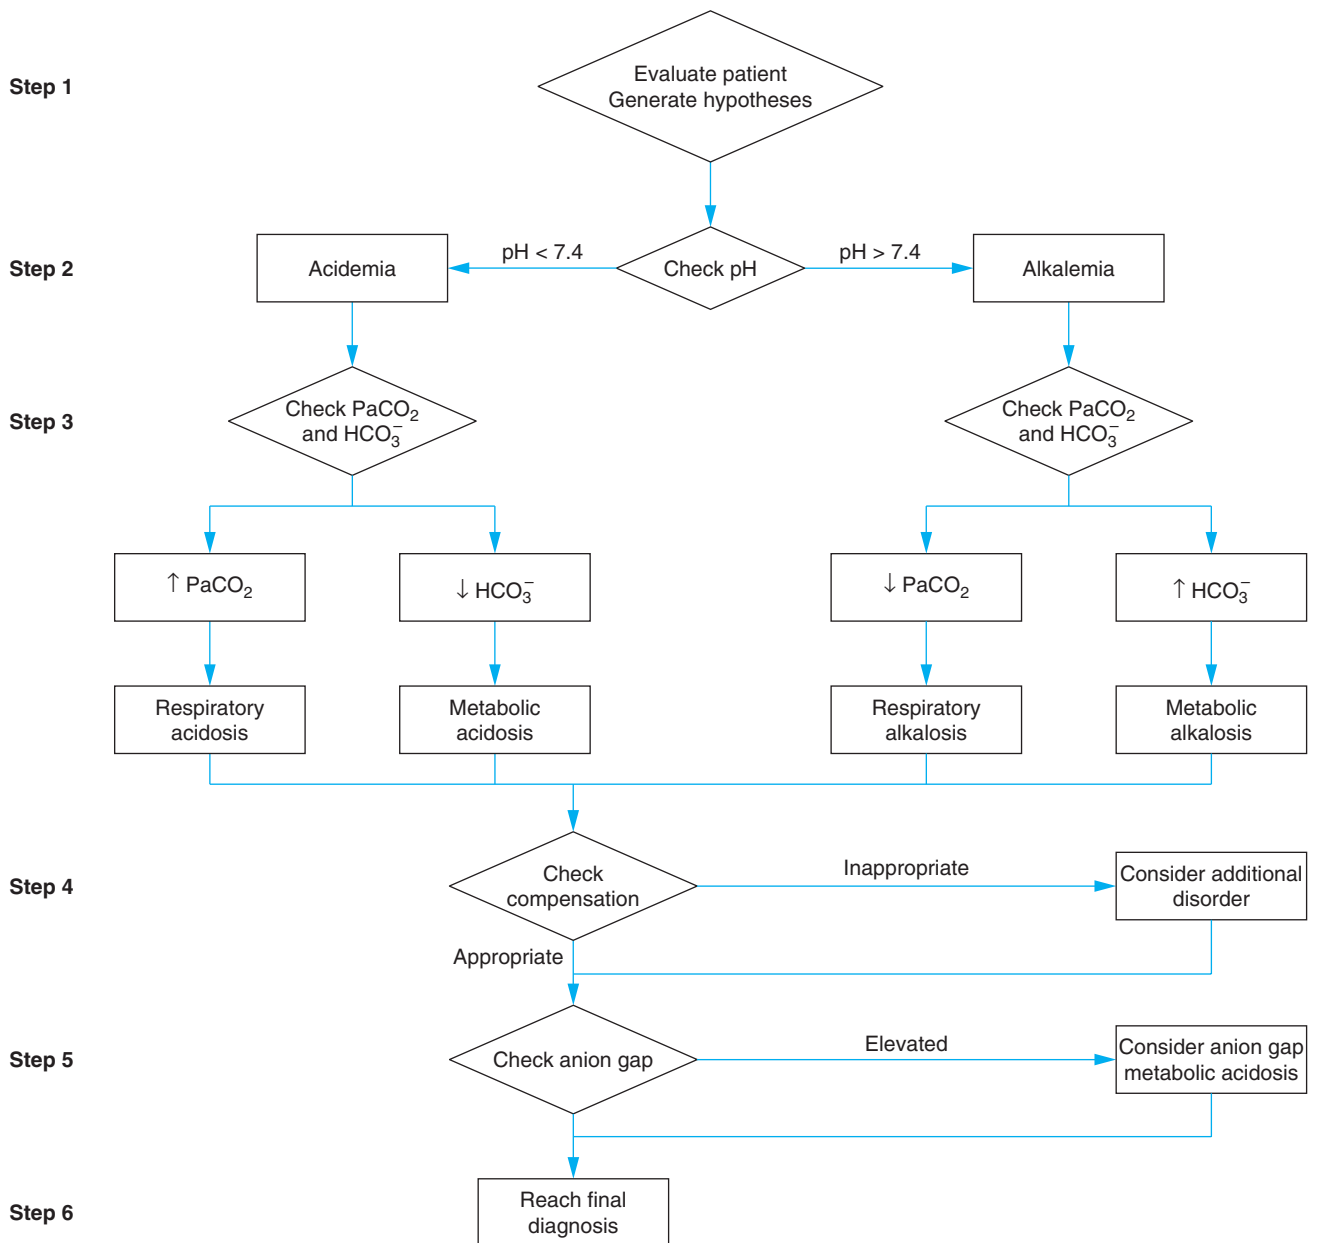 Step 1
Evaluate patient
Generate hypotheses
Step 2
Acidemia
pH < 7.4
Check pH
pH > 7.4
Alkalemia
Step 3
Check PaCO₂
and HCO₃⁻
Check PaCO₂
and HCO₃⁻
↑ PaCO₂
↓ HCO₃⁻
↓ PaCO₂
↑ HCO₃⁻
Respiratory
acidosis
Metabolic
acidosis
Respiratory
alkalosis
Metabolic
alkalosis
Step 4
Check
compensation
Inappropriate
Consider additional
disorder
Appropriate
Step 5
Check anion gap
Elevated
Consider anion gap
metabolic acidosis
Step 6
Reach final
diagnosis